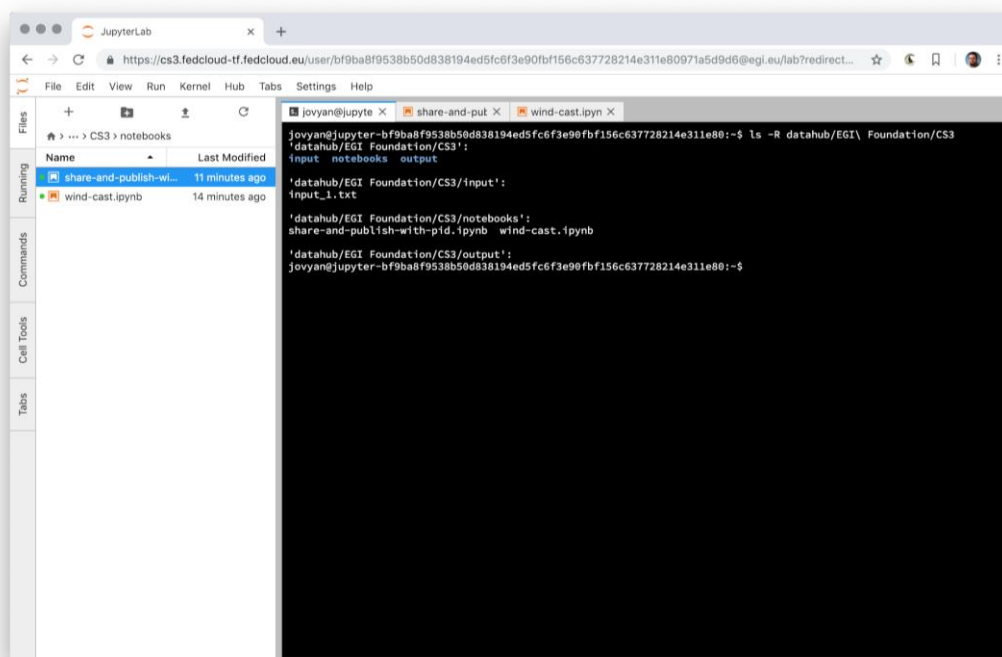 JupyterLab
https://cs3.fedcloud-tf.fedcloud.eu/user/bf9ba8f9538b50d838194ed5fc6f3e90fbf156c637728214e311e80971a5d9d6@egi.eu/lab?redirect...
File Edit View Run Kernel Hub Tabs Settings Help
Files
Running
Commands
Cell Tools
Tabs
> ... > CS3 > notebooks
Name Last Modified
share-and-publish-wi... 11 minutes ago
wind-cast.ipynb 14 minutes ago
jovyan@jupyte share-and-put wind-cast.ipyn
jovyan@jupyter-bf9ba8f9538b50d838194ed5fc6f3e90fbf156c637728214e311e80:~$ ls -R datahub/EGI\ Foundation/CS3
'datahub/EGI Foundation/CS3':
input notebooks output
'datahub/EGI Foundation/CS3/input':
input_1.txt
'datahub/EGI Foundation/CS3/notebooks':
share-and-publish-with-pid.ipynb wind-cast.ipynb
'datahub/EGI Foundation/CS3/output':
jovyan@jupyter-bf9ba8f9538b50d838194ed5fc6f3e90fbf156c637728214e311e80:~$